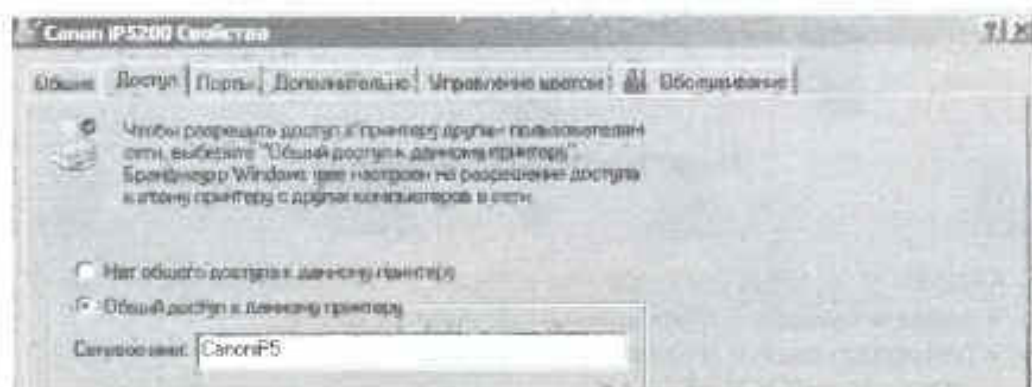 Canon iP5200 Свойства
Общие Доступ Порты Дополнительно Управление цветом Обслуживание
Чтобы разрешить доступ к принтеру другим пользователям
сети, выберите "Общий доступ к данному принтеру".
Брандмауэр Windows уже настроен на разрешение доступа
к этому принтеру с других компьютеров в сети.
Нет общего доступа к данному принтеру
Общий доступ к данному принтеру
Сетевое имя: CanoniP5